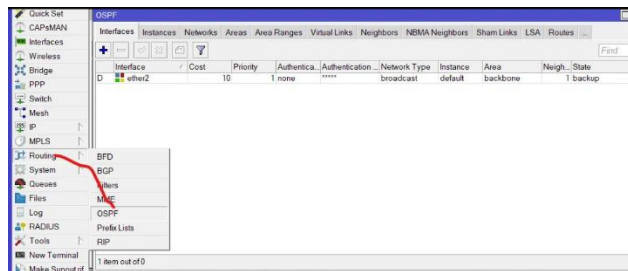 Quick Set
CAPsMAN
Interfaces
Wireless
Bridge
PPP
Switch
Mesh
IP
MPLS
Routing
System
Queues
Files
Log
RADIUS
Tools
New Terminal
Make Supout.rif
BFD
BGP
Filters
MME
OSPF
Prefix Lists
RIP
OSPF
Interfaces Instances Networks Areas Area Ranges Virtual Links Neighbors NBMA Neighbors Sham Links LSA Routes ...
Find
Interface / Cost Priority Authentica... Authentication ... Network Type Instance Area Neigh... State
D ether2 10 1 none ***** broadcast default backbone 1 backup
1 item out of 0